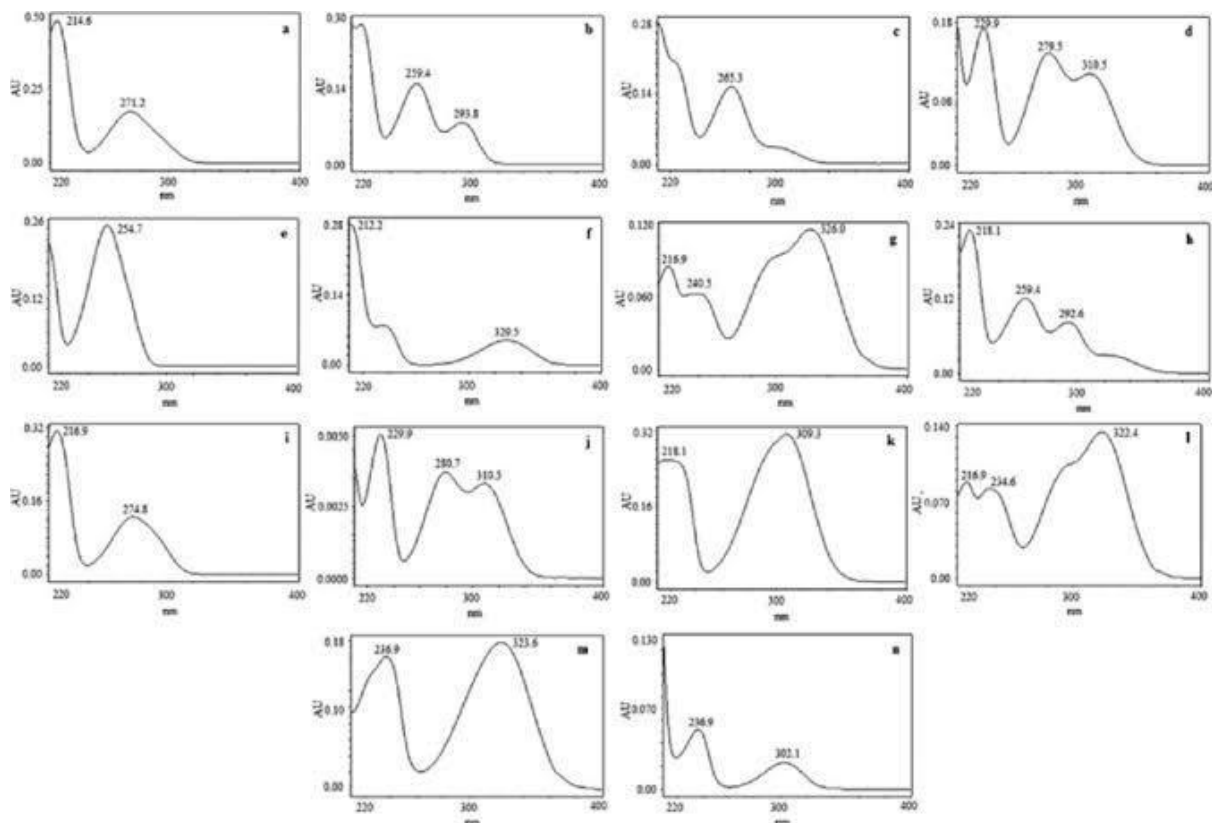 0.50 214.6 a
271.2
AU 0.25
0.00
220 300 400
nm
0.30 b
259.4
AU 0.14
293.8
0.00
220 300 400
nm
0.28 c
265.3
AU 0.14
0.00
220 300 400
nm
0.18 229.9 d
279.5 310.5
AU 0.08
0.00
220 300 400
nm
0.26 254.7 e
AU 0.12
0.00
220 300 400
nm
0.28 212.2 f
AU 0.14
329.5
0.00
220 300 400
nm
0.120 326.0 g
216.9
240.5
AU 0.060
0.00
220 300 400
nm
0.24 218.1 h
259.4
292.6
AU 0.12
0.00
220 300 400
nm
0.32 216.9 i
AU 0.16
274.8
0.00
220 300 400
nm
0.0050 229.9 j
280.7 310.5
AU 0.0025
0.0000
220 300 400
nm
0.32 309.3 k
218.1
AU 0.16
0.00
220 300 400
nm
0.140 322.4 l
216.9 234.6
AU 0.070
0.00
220 300 400
nm
0.18 323.6 m
236.9
AU 0.10
0.00
220 300 400
nm
0.130 n
AU 0.070
236.9
302.1
0.00
220 300 400
nm